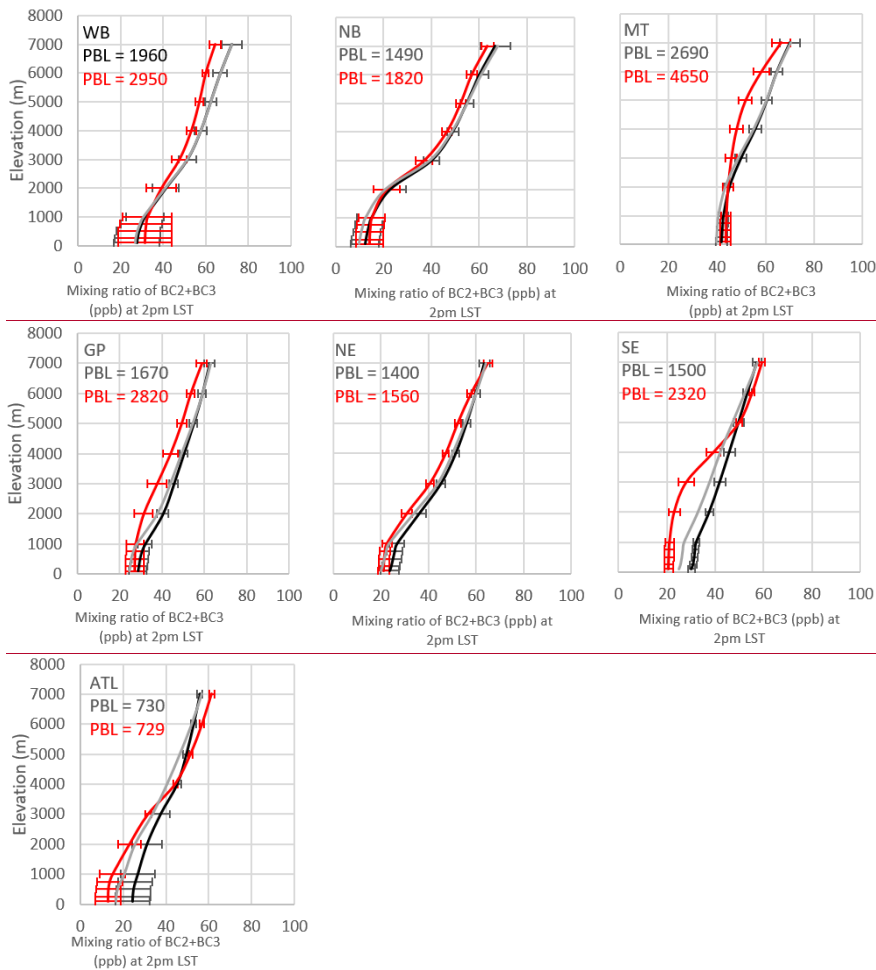 WB
PBL = 1960
PBL = 2950
Elevation (m)
8000
7000
6000
5000
4000
3000
2000
1000
0
0 20 40 60 80 100
Mixing ratio of BC2+BC3
(ppb) at 2pm LST
NB
PBL = 1490
PBL = 1820
0 20 40 60 80 100
Mixing ratio of BC2+BC3 (ppb) at
2pm LST
MT
PBL = 2690
PBL = 4650
0 20 40 60 80 100
Mixing ratio of BC2+BC3
(ppb) at 2pm LST
GP
PBL = 1670
PBL = 2820
Elevation (m)
8000
7000
6000
5000
4000
3000
2000
1000
0
0 20 40 60 80 100
Mixing ratio of BC2+BC3
(ppb) at 2pm LST
NE
PBL = 1400
PBL = 1560
0 20 40 60 80 100
Mixing ratio of BC2+BC3 (ppb) at
2pm LST
SE
PBL = 1500
PBL = 2320
0 20 40 60 80 100
Mixing ratio of BC2+BC3 (ppb) at
2pm LST
ATL
PBL = 730
PBL = 729
Elevation (m)
8000
7000
6000
5000
4000
3000
2000
1000
0
0 20 40 60 80 100
Mixing ratio of BC2+BC3
(ppb) at 2pm LST